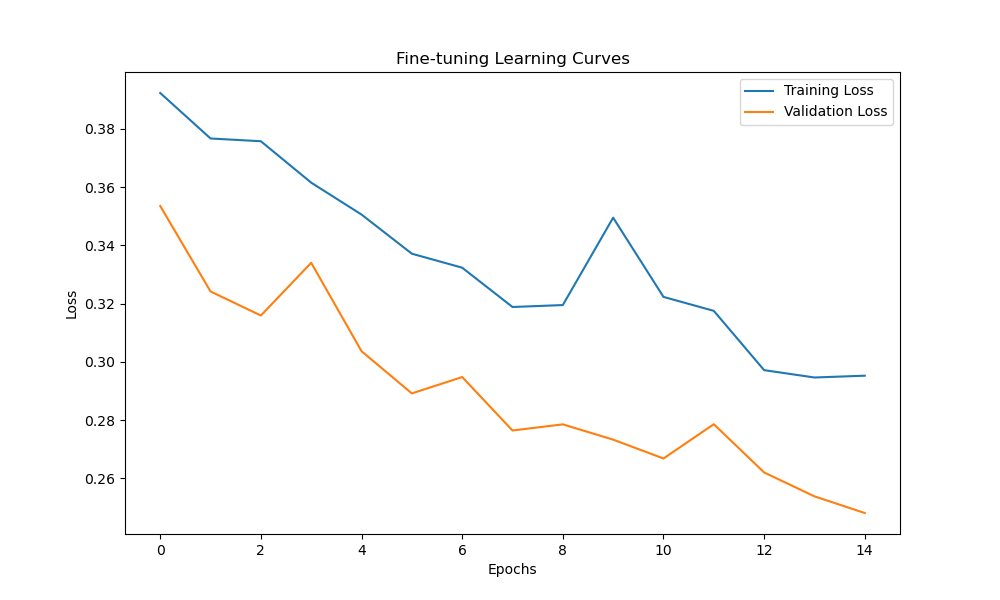 Fine-tuning Learning Curves
Training Loss
Validation Loss
Loss
0.38
0.36
0.34
0.32
0.30
0.28
0.26
0 2 4 6 8 10 12 14
Epochs